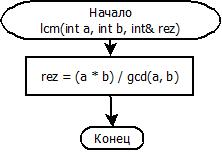 Начало
lcm(int a, int b, int& rez)
rez = (a * b) / gcd(a, b)
Конец